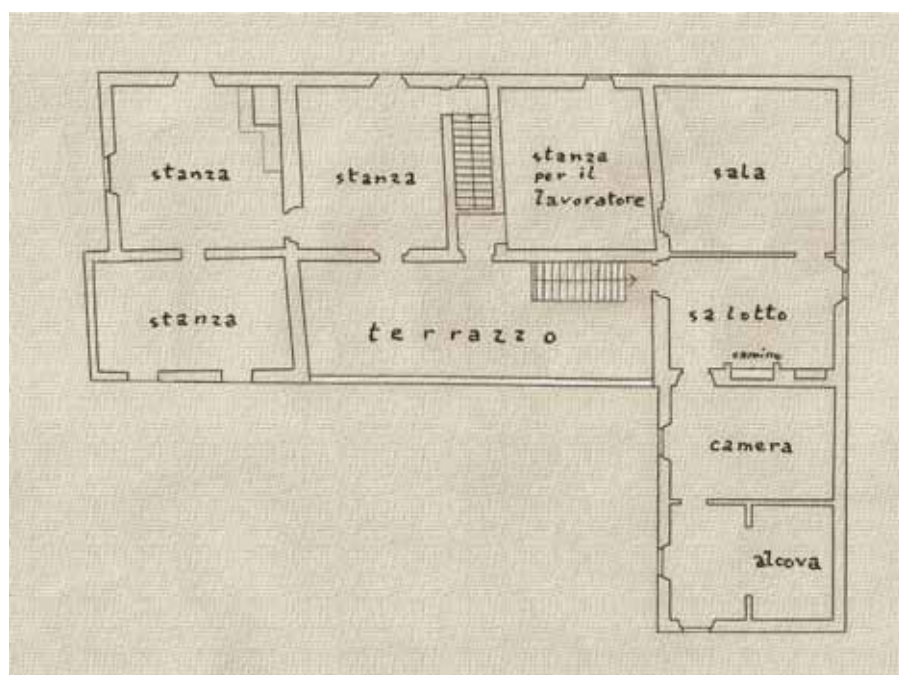 stanza
stanza
stanza
per il
lavoratore
sala
stanza
terrazzo
salotto
camino
camera
alcova